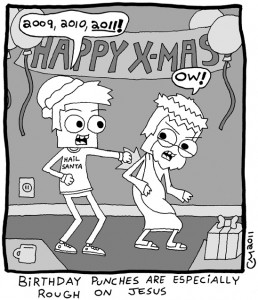 2009, 2010, 2011!
HAPPY X-MAS
OW!
HAIL
SANTA
BIRTHDAY PUNCHES ARE ESPECIALLY
ROUGH ON JESUS